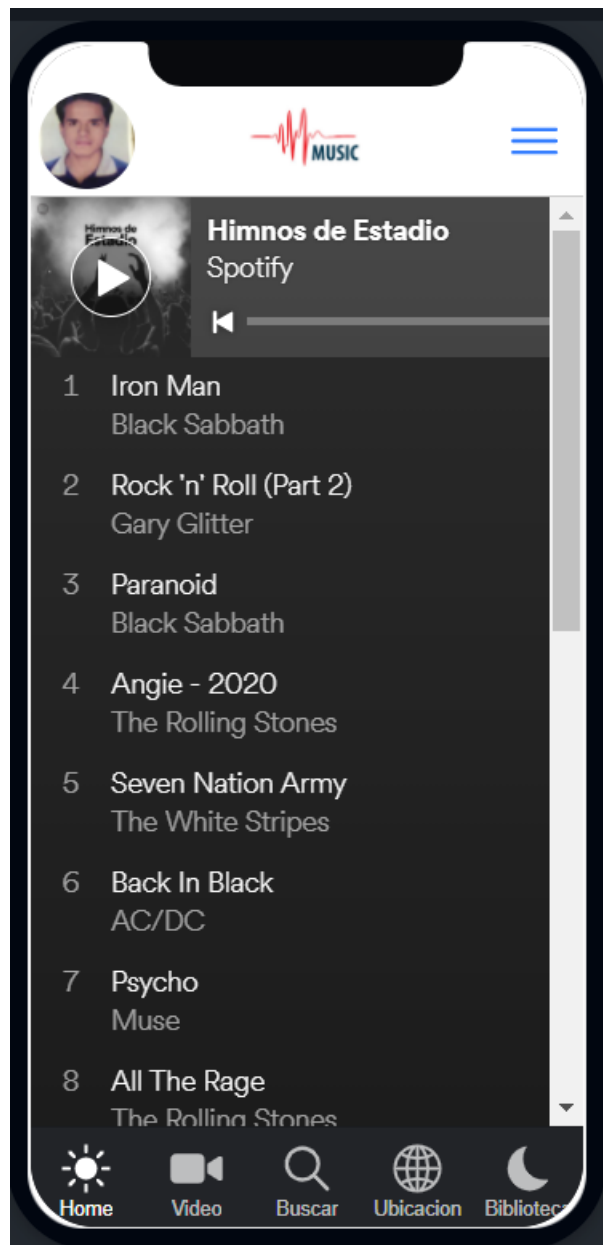 MUSIC
Himnos de
Estadio
Himnos de Estadio
Spotify
1 Iron Man
Black Sabbath
2 Rock 'n' Roll (Part 2)
Gary Glitter
3 Paranoid
Black Sabbath
4 Angie - 2020
The Rolling Stones
5 Seven Nation Army
The White Stripes
6 Back In Black
AC/DC
7 Psycho
Muse
8 All The Rage
The Rolling Stones
Home Video Buscar Ubicacion Biblioteca